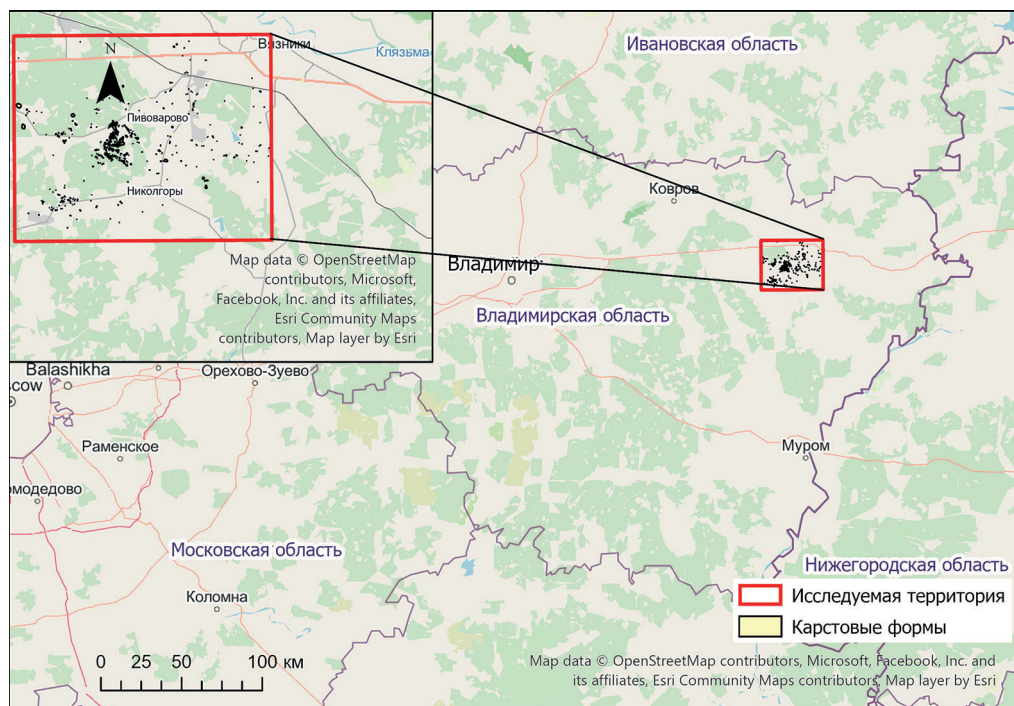 Вязники
Клязьма
N
Пивоварово
Николгоры
Map data © OpenStreetMap
contributors, Microsoft,
Facebook, Inc. and its affiliates,
Esri Community Maps
contributors, Map layer by Esri
Ивановская область
Ковров
Владимир
Владимирская область
Balashikha
scow
Орехово-Зуево
Раменское
омодедово
Муром
Московская область
Коломна
Нижегородская область
Исследуемая территория
Карстовые формы
0 25 50 100 км
Map data © OpenStreetMap contributors, Microsoft, Facebook, Inc. and
its affiliates, Esri Community Maps contributors, Map layer by Esri